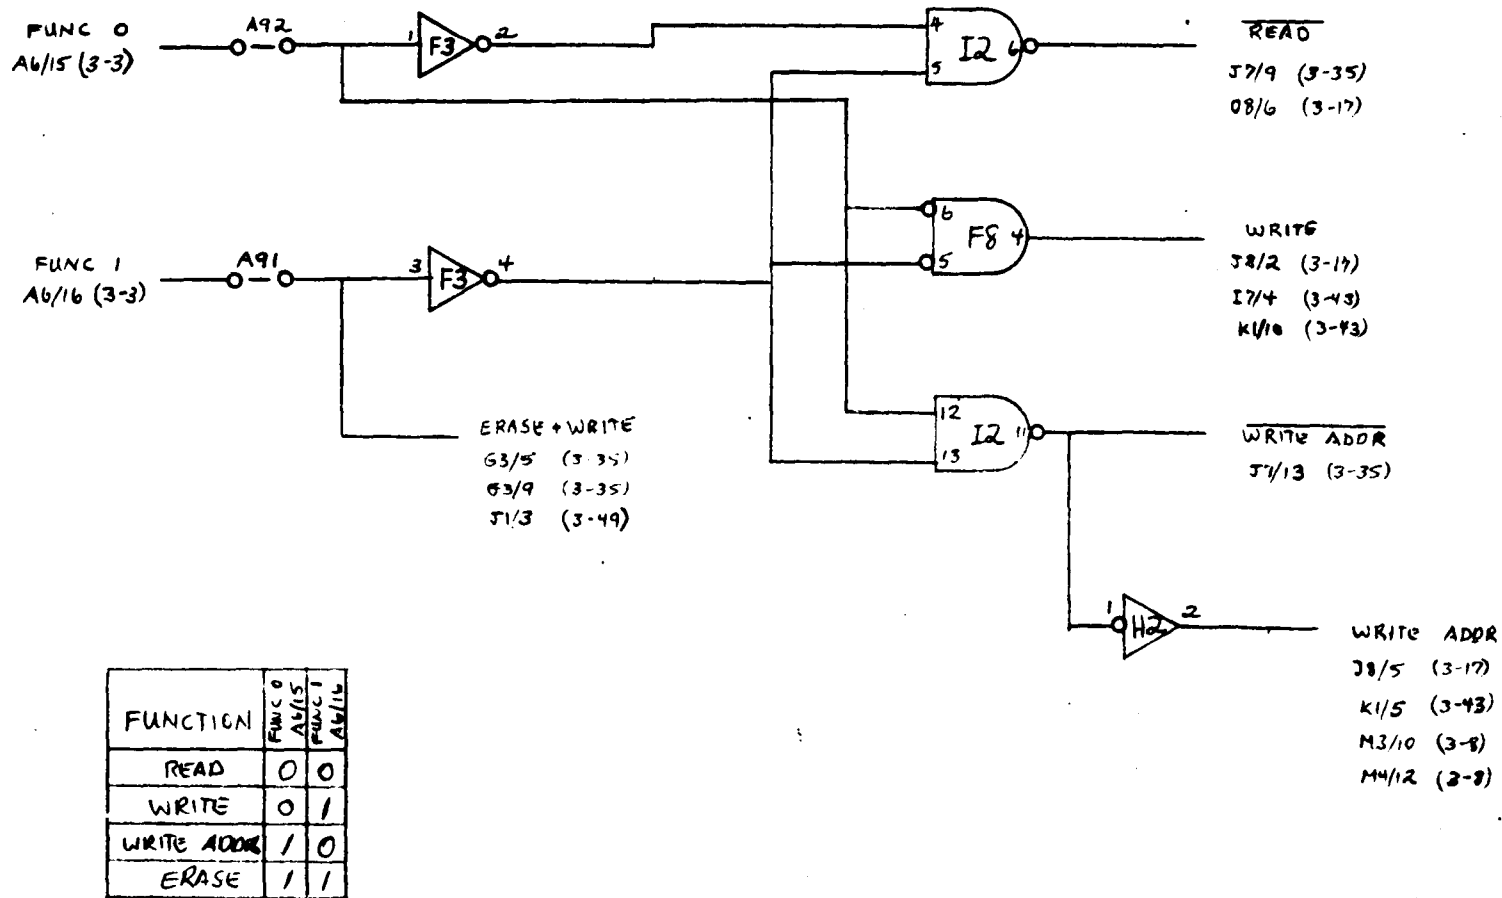 FUNC 0
A6/15 (3-3)
A92
1
F3
2
4
5
I2
6
READ
J7/9 (3-35)
O8/6 (3-17)
6
5
F8
4
WRITE
J8/2 (3-17)
I7/4 (3-43)
K1/10 (3-43)
FUNC 1
A6/16 (3-3)
A91
3
F3
4
ERASE + WRITE
G3/5 (3-35)
G3/9 (3-35)
J1/3 (3-49)
12
13
I2
11
WRITE ADDR
J7/13 (3-35)
1
H2
2
WRITE ADDR
J8/5 (3-17)
K1/5 (3-43)
M3/10 (3-8)
M4/12 (3-8)
FUNCTION
FUNC 0
A6/15
FUNC 1
A6/16
READ 0 0
WRITE 0 1
WRITE ADDR 1 0
ERASE 1 1